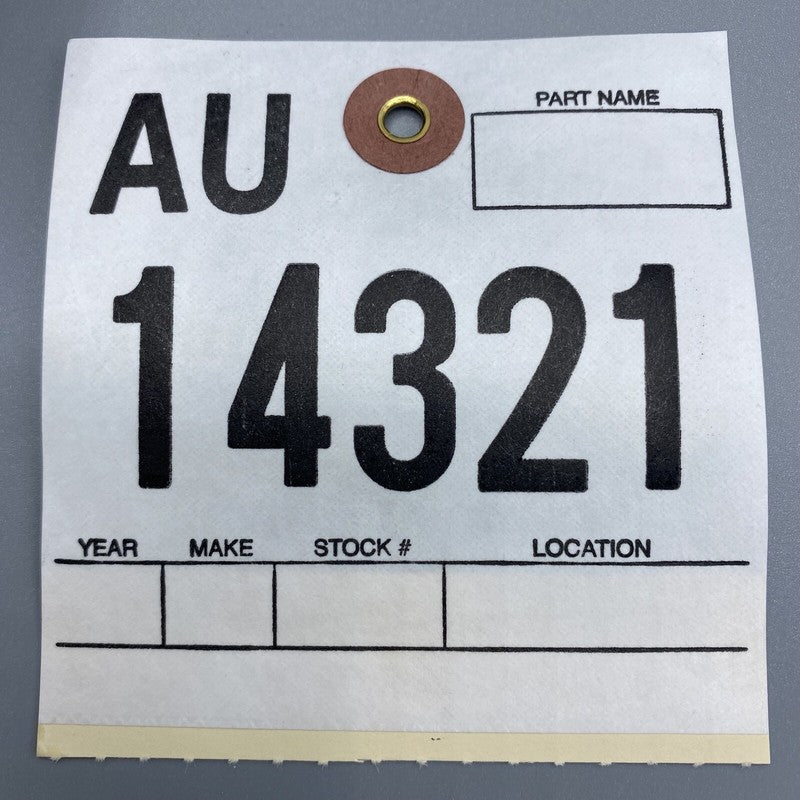 AU
PART NAME
14321
YEAR MAKE STOCK # LOCATION